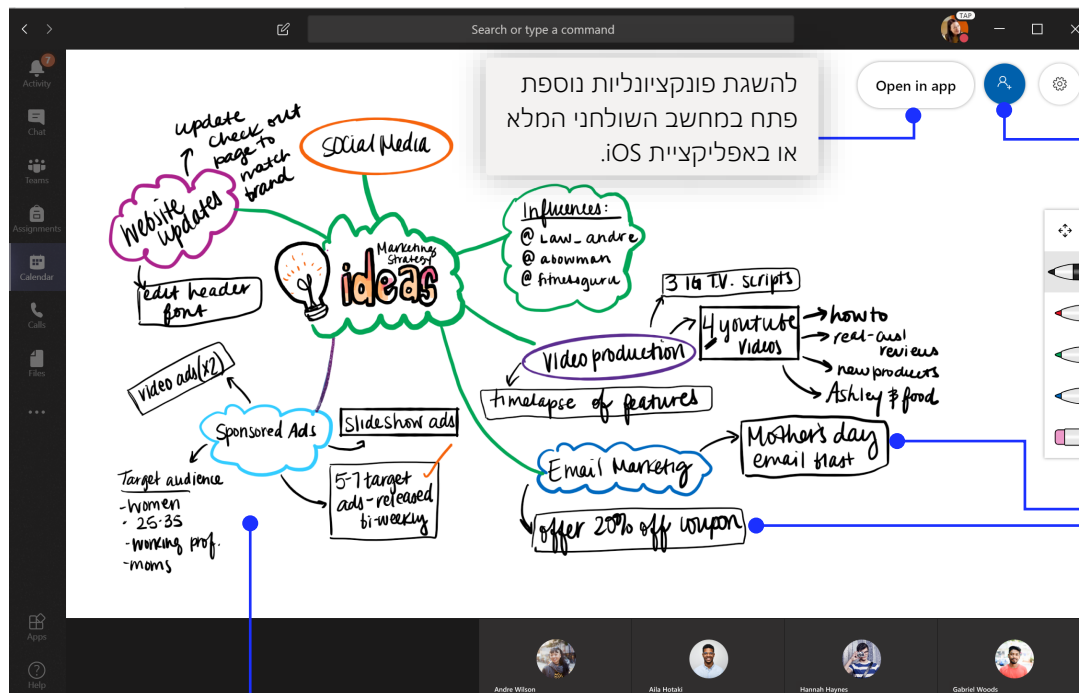 Search or type a command
TAP
7
Activity
Chat
Teams
Assignments
Calendar
Calls
Files
Apps
Help
להשגת פונקציונליות נוספת
פתח במחשב השולחני המלא
או באפליקציית iOS.
Open in app
update
check out
page to
match
brand
Social Media
Website
updates
edit header
font
Marketing
Strategy
ideas
Influences:
@ Law_andre
@ abowman
@ fitnessguru
3 IG T.V. scripts
4 youtube
videos
how to
real-cust
reviews
new products
Ashley & food
Video production
timelapse of features
video ads (x2)
Sponsored Ads
Slideshow ads
5-7 target
ads-released
bi-weekly
Target audience
-women
- 25-35
-working prof.
-moms
Email Marketig
Mother's day
email blast
offer 20% off coupon
Andre Wilson
Aila Hotaki
Hannah Haynes
Gabriel Woods